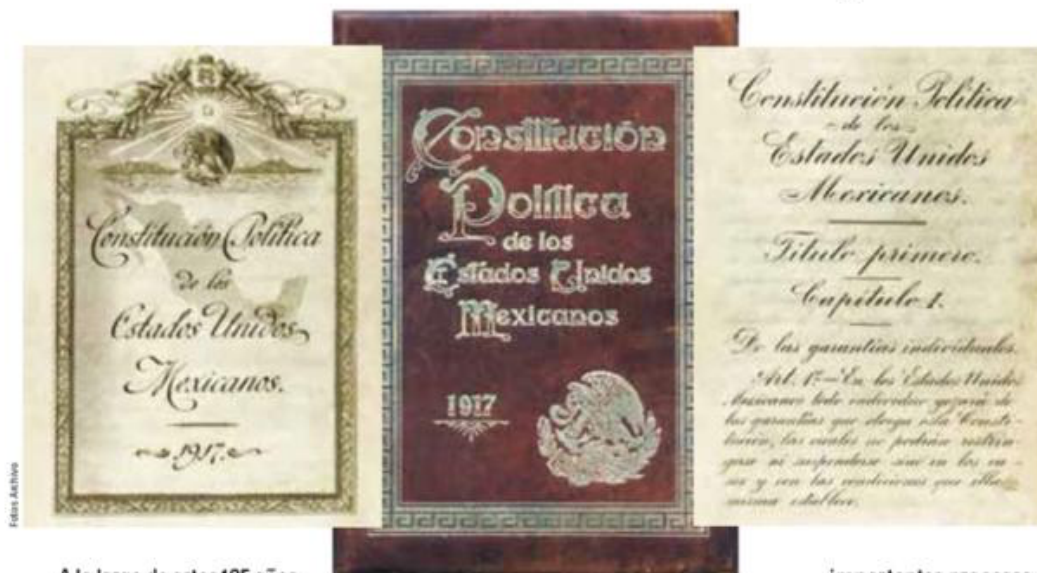 Constitución Política
de los
Estados Unidos
Mexicanos.
1917.
Constitución
Política
de los
Estados Unidos
Mexicanos
1917
Constitución Política
de los
Estados Unidos
Mexicanos.
Título primero.
Capítulo I.
De las garantías individuales.
Art. 1º.— En los Estados Unidos
Mexicanos todo individuo gozará de
las garantías que otorga esta Consti-
tución, las cuales no podrán restrin-
girse ni suspenderse sino en los ca-
sos y con las condiciones que ella
misma establece.
Fotos Archivo
A lo largo de estos 105 años
importantes procesos